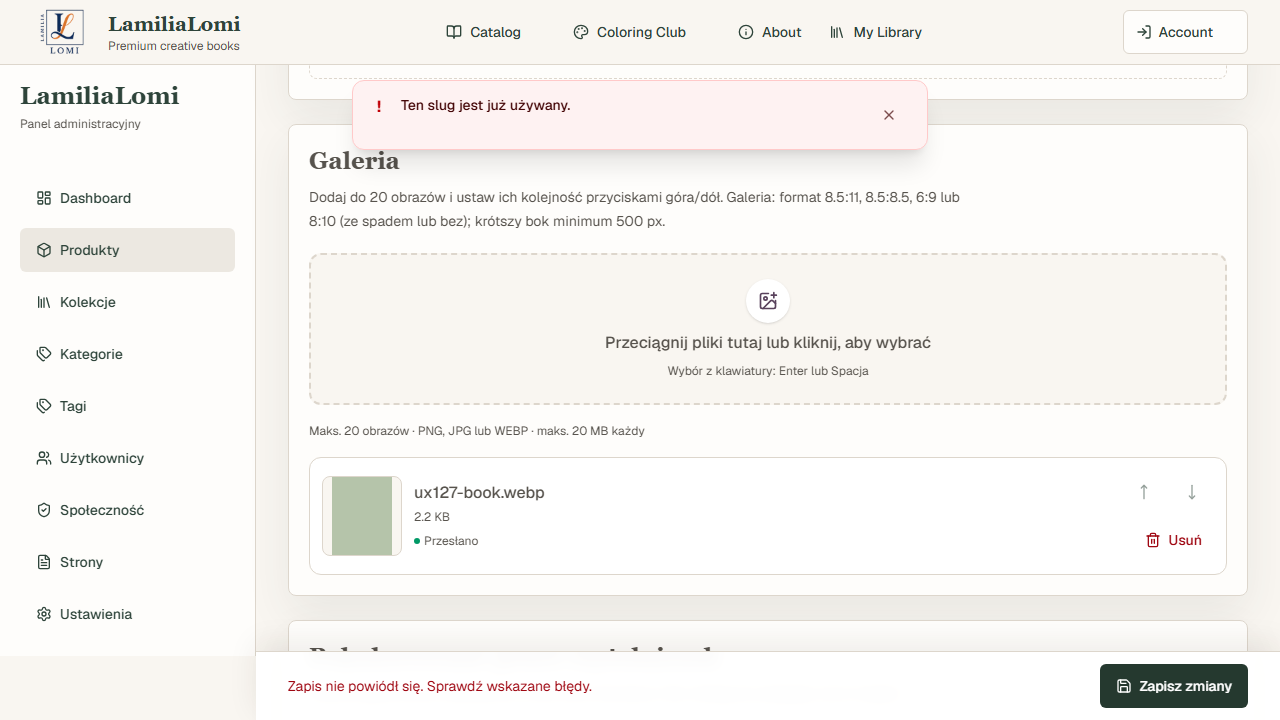 LAMILIA
L
LOMI
LamiliaLomi
Premium creative books
Catalog
Coloring Club
About
My Library
Account
LamiliaLomi
Panel administracyjny
Dashboard
Produkty
Kolekcje
Kategorie
Tagi
Użytkownicy
Społeczność
Strony
Ustawienia
! Ten slug jest już używany.
Galeria
Dodaj do 20 obrazów i ustaw ich kolejność przyciskami góra/dół. Galeria: format 8.5:11, 8.5:8.5, 6:9 lub
8:10 (ze spadem lub bez); krótszy bok minimum 500 px.
Przeciągnij pliki tutaj lub kliknij, aby wybrać
Wybór z klawiatury: Enter lub Spacja
Maks. 20 obrazów · PNG, JPG lub WEBP · maks. 20 MB każdy
ux127-book.webp
2.2 KB
Przesłano
Usuń
Zapis nie powiódł się. Sprawdź wskazane błędy.
Zapisz zmiany